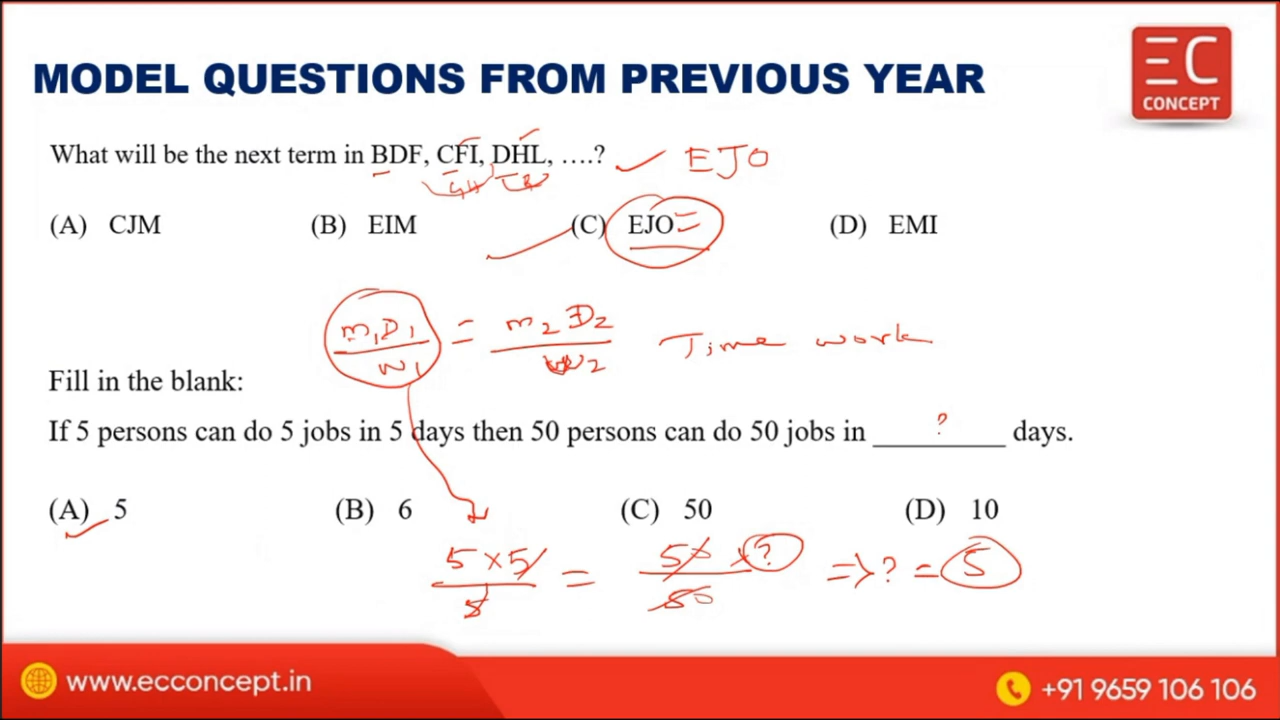 EC
CONCEPT
MODEL QUESTIONS FROM PREVIOUS YEAR
What will be the next term in BDF, CFI, DHL, ....? EJO
(A) CJM (B) EIM (C) EJO (D) EMI
m₁D₁ / W₁ = m₂ D₂ / W₂ Time work
Fill in the blank:
If 5 persons can do 5 jobs in 5 days then 50 persons can do 50 jobs in ________ days.
?
(A) 5 (B) 6 (C) 50 (D) 10
5 × 5 / 5 = 50 × ? / 50 => ? = 5
www.ecconcept.in
+91 9659 106 106